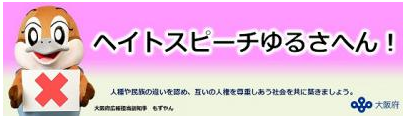 ヘイトスピーチゆるさへん！
人種や民族の違いを認め、互いの人権を尊重しあう社会を共に築きましょう。
大阪府広報担当副知事　もずやん
大阪府